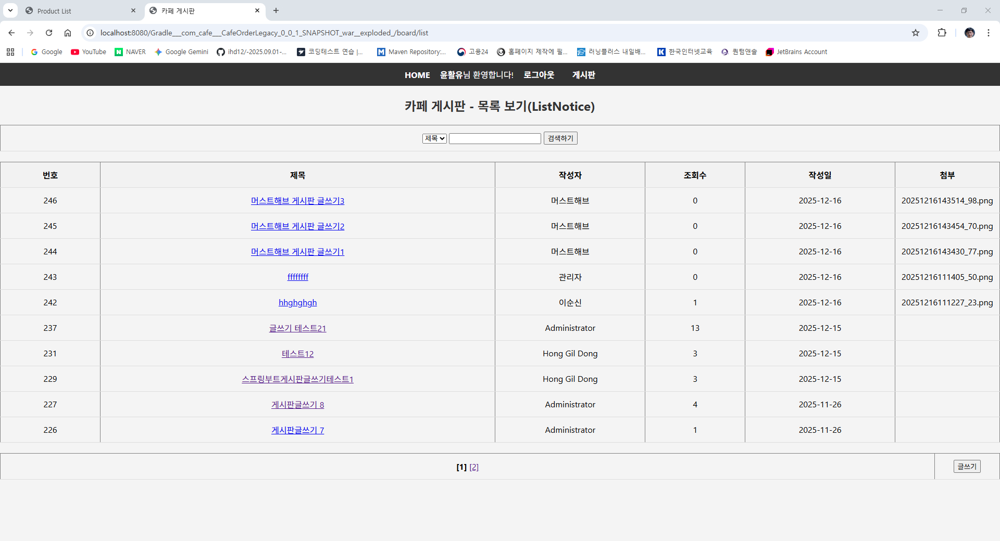 Product List
카페 게시판
localhost:8080/Gradle___com_cafe___CafeOrderLegacy_0_0_1_SNAPSHOT_war__exploded_/board/list
Google YouTube NAVER Google Gemini ihd12/-2025.09.01-... 코딩테스트 연습 |... Maven Repository:... 고용24 홈페이지 제작에 필... 러닝플러스 내일배... 한국인터넷교육 퀀텀앤솔 JetBrains Account
HOME 윤활유님 환영합니다! 로그아웃 게시판
카페 게시판 - 목록 보기(ListNotice)
제목 검색하기
번호 제목 작성자 조회수 작성일 첨부
246 머스트해브 게시판 글쓰기3 머스트해브 0 2025-12-16 20251216143514_98.png
245 머스트해브 게시판 글쓰기2 머스트해브 0 2025-12-16 20251216143454_70.png
244 머스트해브 게시판 글쓰기1 머스트해브 0 2025-12-16 20251216143430_77.png
243 ffffffff 관리자 0 2025-12-16 20251216111405_50.png
242 hhghghgh 이순신 1 2025-12-16 20251216111227_23.png
237 글쓰기 테스트21 Administrator 13 2025-12-15
231 테스트12 Hong Gil Dong 3 2025-12-15
229 스프링부트게시판글쓰기테스트1 Hong Gil Dong 3 2025-12-15
227 게시판글쓰기 8 Administrator 4 2025-11-26
226 게시판글쓰기 7 Administrator 1 2025-11-26
[1] [2] 글쓰기